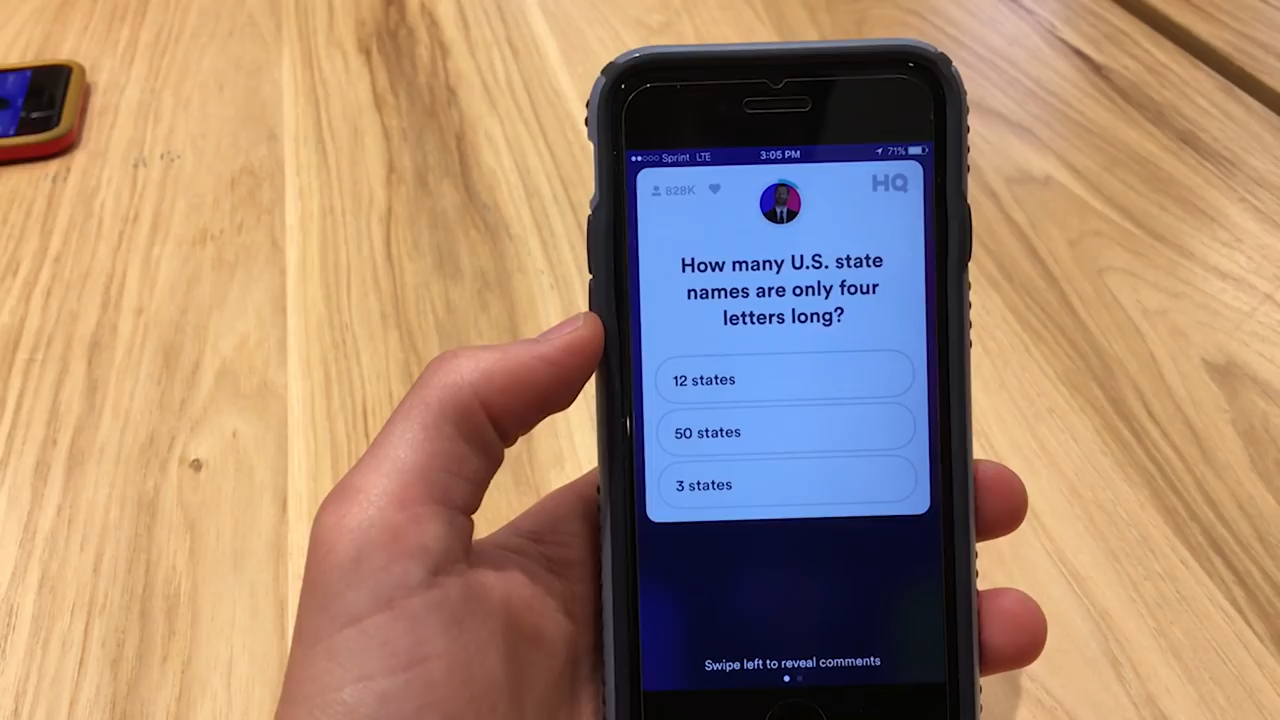 Sprint LTE 3:05 PM 71%
828K HQ
How many U.S. state
names are only four
letters long?
12 states
50 states
3 states
Swipe left to reveal comments